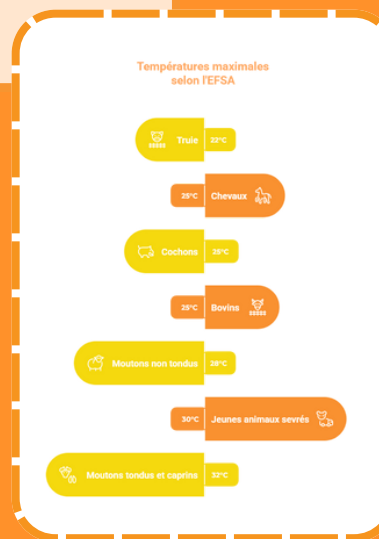 Températures maximales
selon l'EFSA
Truie 22°C
25°C Chevaux
Cochons 25°C
25°C Bovins
Moutons non tondus 28°C
30°C Jeunes animaux sevrés
Moutons tondus et caprins 32°C